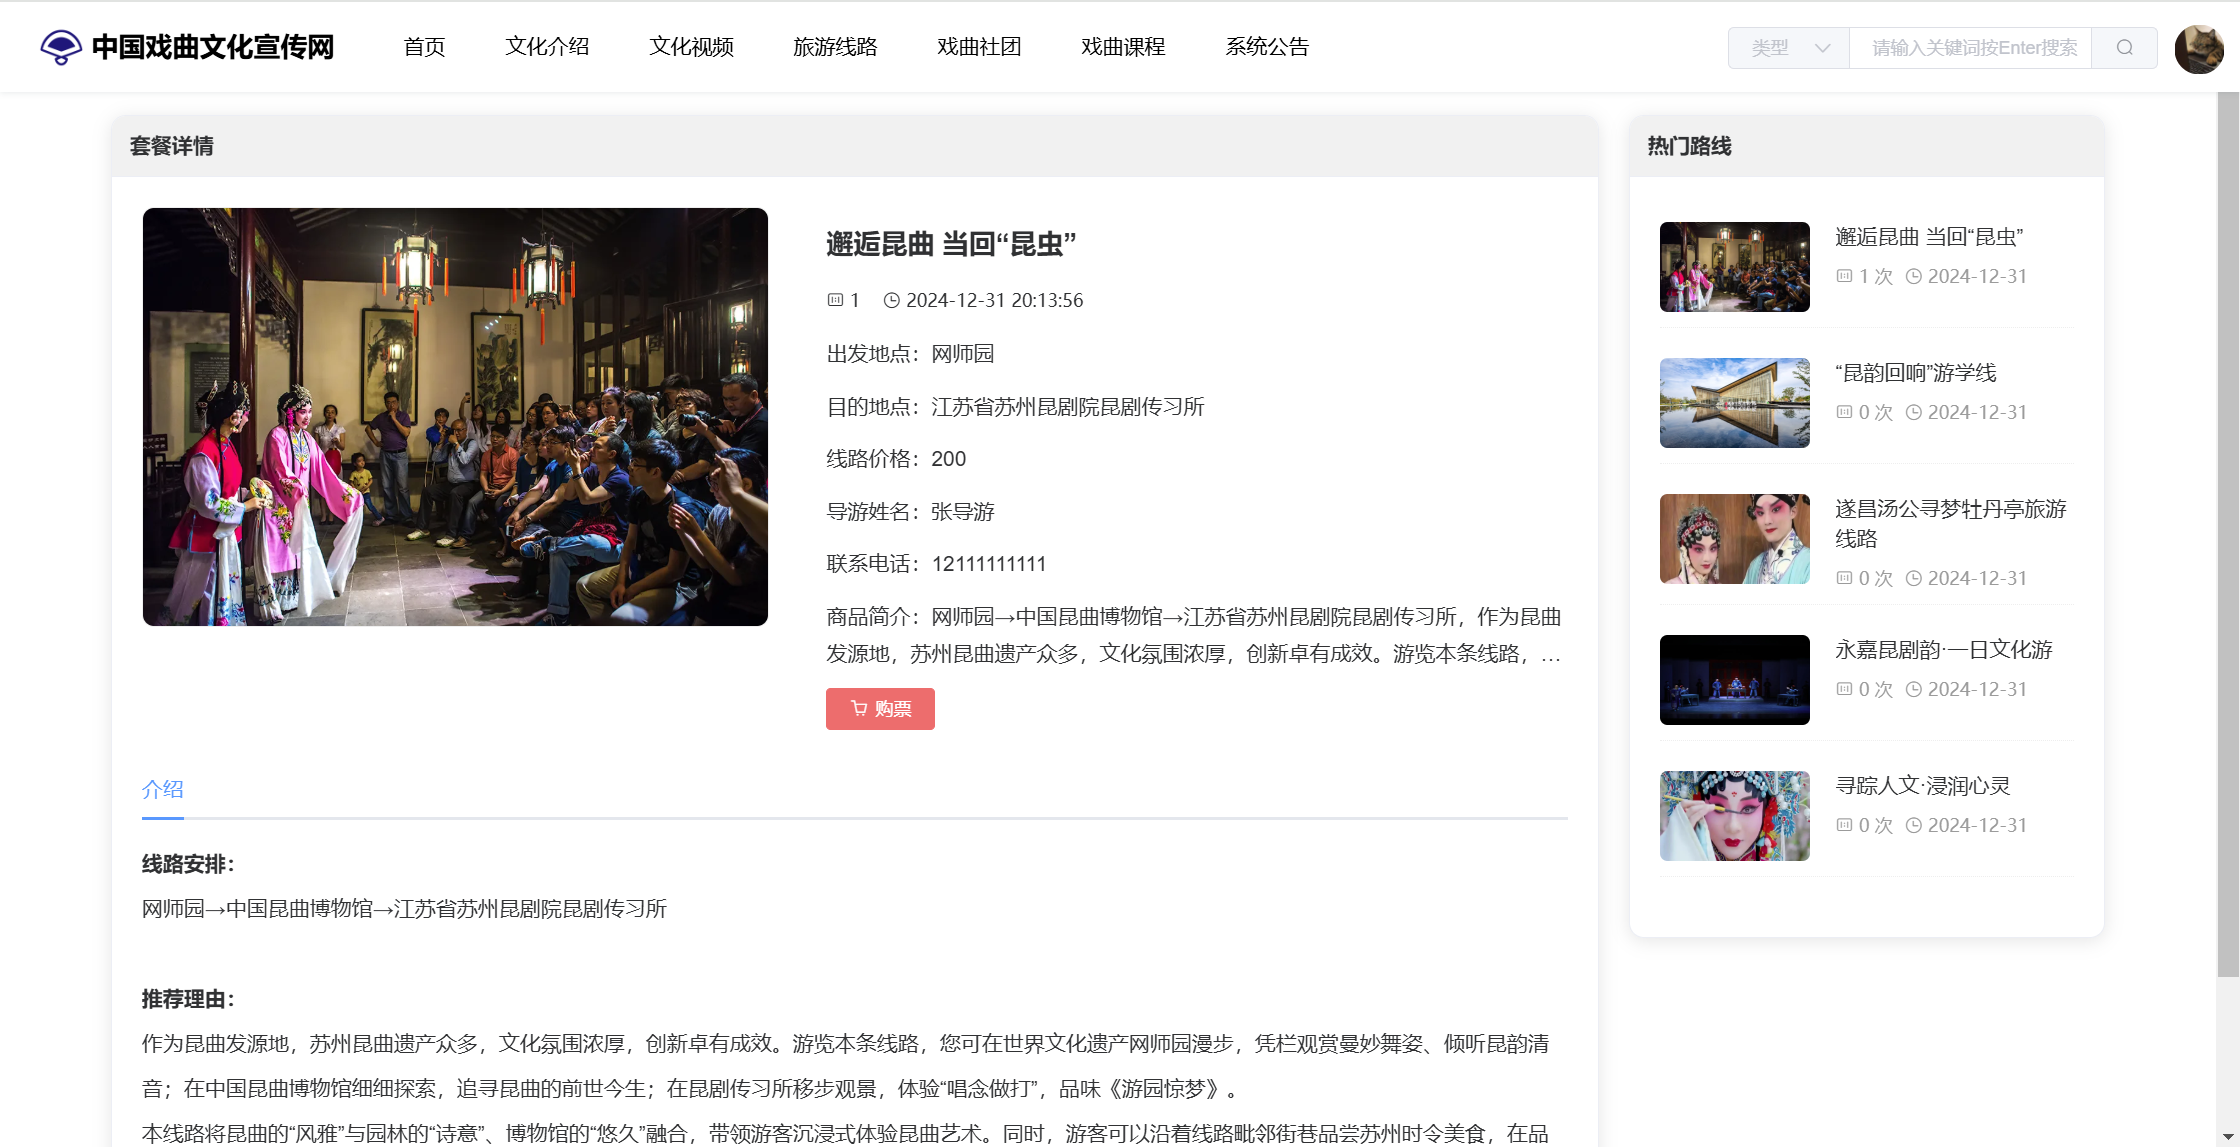 中国戏曲文化宣传网
首页 文化介绍 文化视频 旅游线路 戏曲社团 戏曲课程 系统公告
类型 请输入关键词按Enter搜索
套餐详情
邂逅昆曲 当回“昆虫”
1 2024-12-31 20:13:56
出发地点：网师园
目的地点：江苏省苏州昆剧院昆剧传习所
线路价格：200
导游姓名：张导游
联系电话：12111111111
商品简介：网师园→中国昆曲博物馆→江苏省苏州昆剧院昆剧传习所，作为昆曲
发源地，苏州昆曲遗产众多，文化氛围浓厚，创新卓有成效。游览本条线路，…
购票
介绍
线路安排：
网师园→中国昆曲博物馆→江苏省苏州昆剧院昆剧传习所
推荐理由：
作为昆曲发源地，苏州昆曲遗产众多，文化氛围浓厚，创新卓有成效。游览本条线路，您可在世界文化遗产网师园漫步，凭栏观赏曼妙舞姿、倾听昆韵清
音；在中国昆曲博物馆细细探索，追寻昆曲的前世今生；在昆剧传习所移步观景，体验“唱念做打”，品味《游园惊梦》。
本线路将昆曲的“风雅”与园林的“诗意”、博物馆的“悠久”融合，带领游客沉浸式体验昆曲艺术。同时，游客可以沿着线路毗邻街巷品尝苏州时令美食，在品
热门路线
邂逅昆曲 当回“昆虫”
1 次 2024-12-31
“昆韵回响”游学线
0 次 2024-12-31
遂昌汤公寻梦牡丹亭旅游
线路
0 次 2024-12-31
永嘉昆剧韵·一日文化游
0 次 2024-12-31
寻踪人文·浸润心灵
0 次 2024-12-31